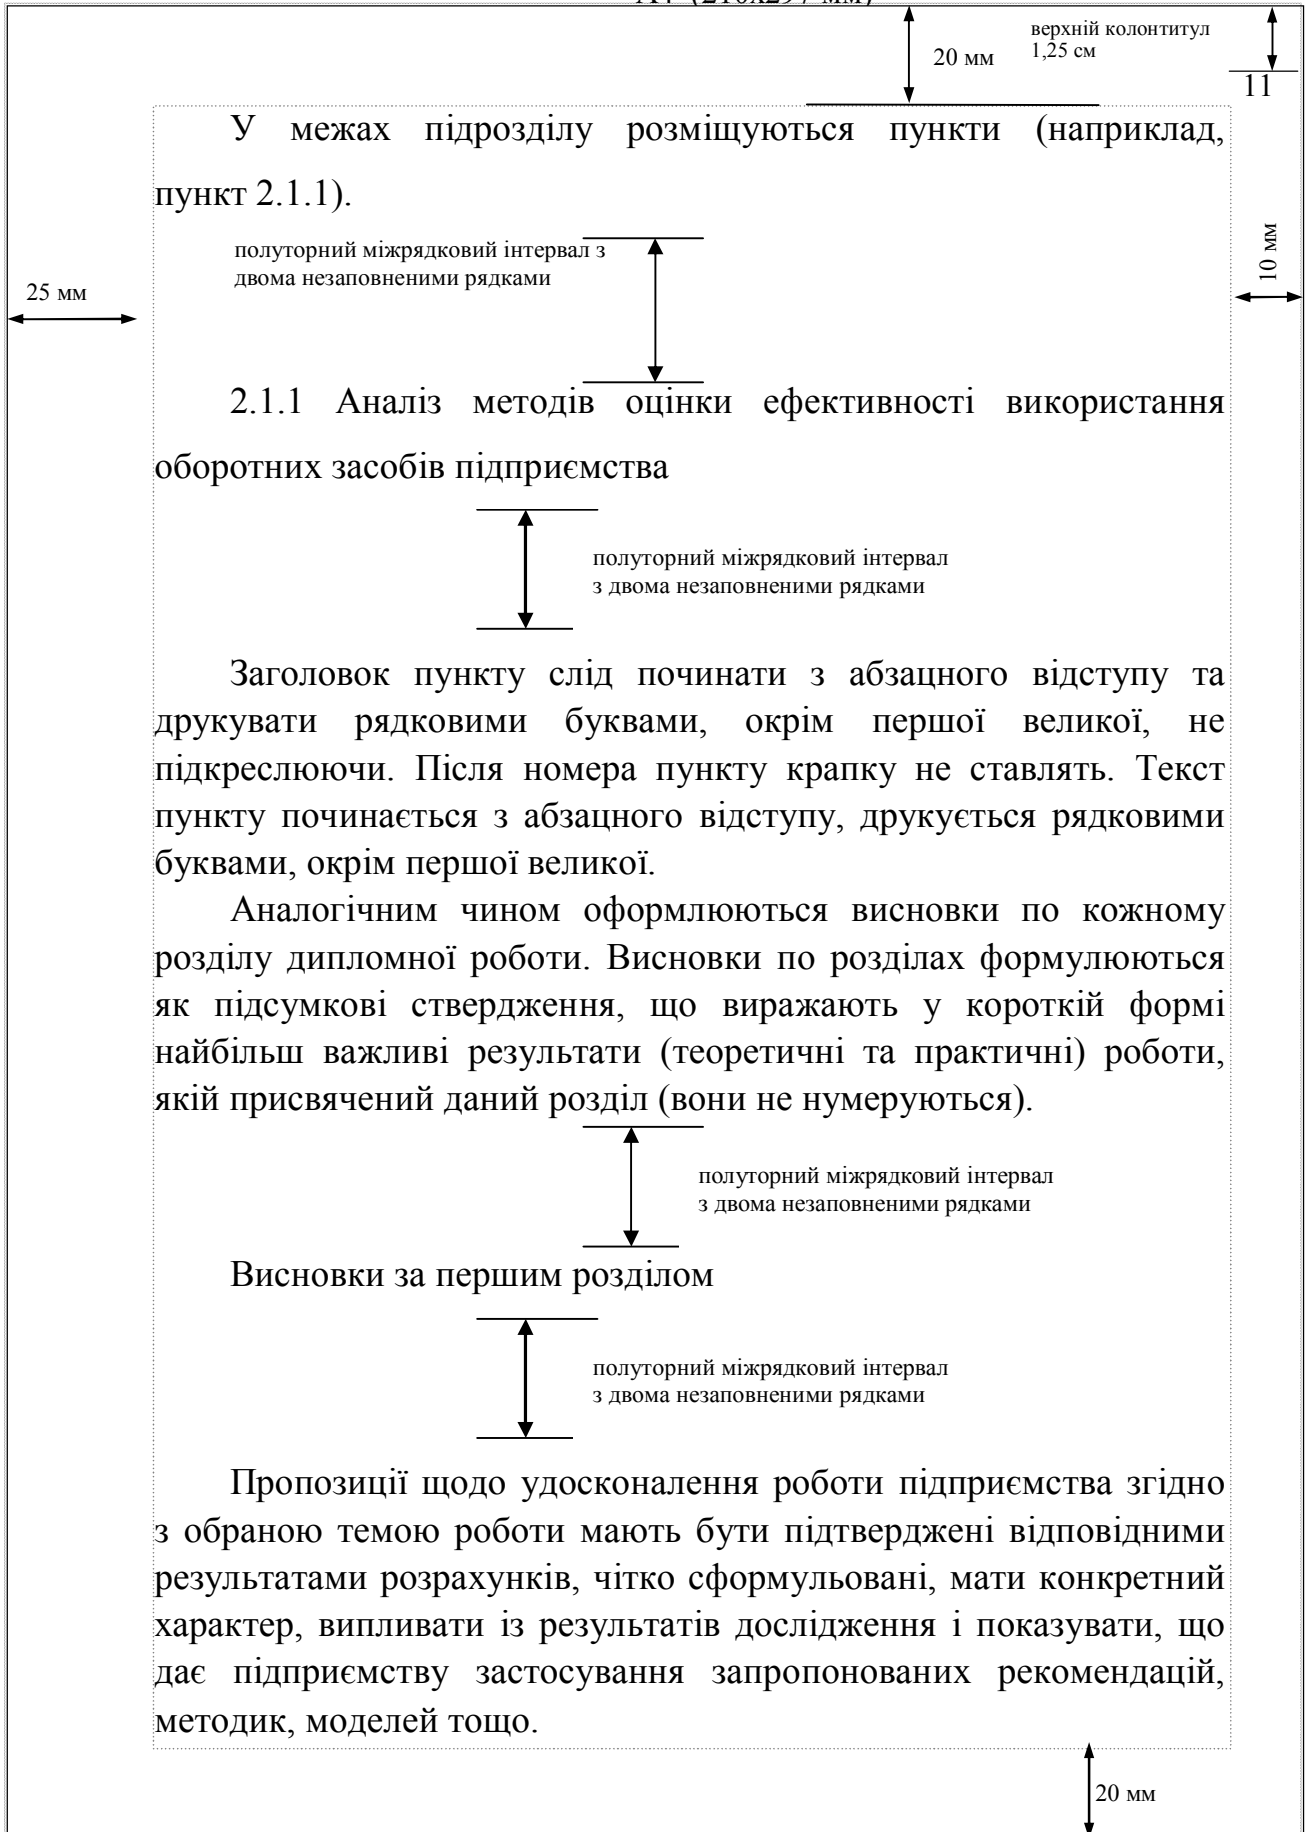 А4 (210х297 мм)
верхній колонтитул
1,25 см
20 мм
11
У межах підрозділу розміщуються пункти (наприклад,
пункт 2.1.1).
полуторний міжрядковий інтервал з
двома незаповненими рядками
10 мм
25 мм
2.1.1 Аналіз методів оцінки ефективності використання
оборотних засобів підприємства
полуторний міжрядковий інтервал
з двома незаповненими рядками
Заголовок пункту слід починати з абзацного відступу та
друкувати рядковими буквами, окрім першої великої, не
підкреслюючи. Після номера пункту крапку не ставлять. Текст
пункту починається з абзацного відступу, друкується рядковими
буквами, окрім першої великої.
Аналогічним чином оформлюються висновки по кожному
розділу дипломної роботи. Висновки по розділах формулюються
як підсумкові ствердження, що виражають у короткій формі
найбільш важливі результати (теоретичні та практичні) роботи,
якій присвячений даний розділ (вони не нумеруються).
полуторний міжрядковий інтервал
з двома незаповненими рядками
Висновки за першим розділом
полуторний міжрядковий інтервал
з двома незаповненими рядками
Пропозиції щодо удосконалення роботи підприємства згідно
з обраною темою роботи мають бути підтверджені відповідними
результатами розрахунків, чітко сформульовані, мати конкретний
характер, випливати із результатів дослідження і показувати, що
дає підприємству застосування запропонованих рекомендацій,
методик, моделей тощо.
20 мм